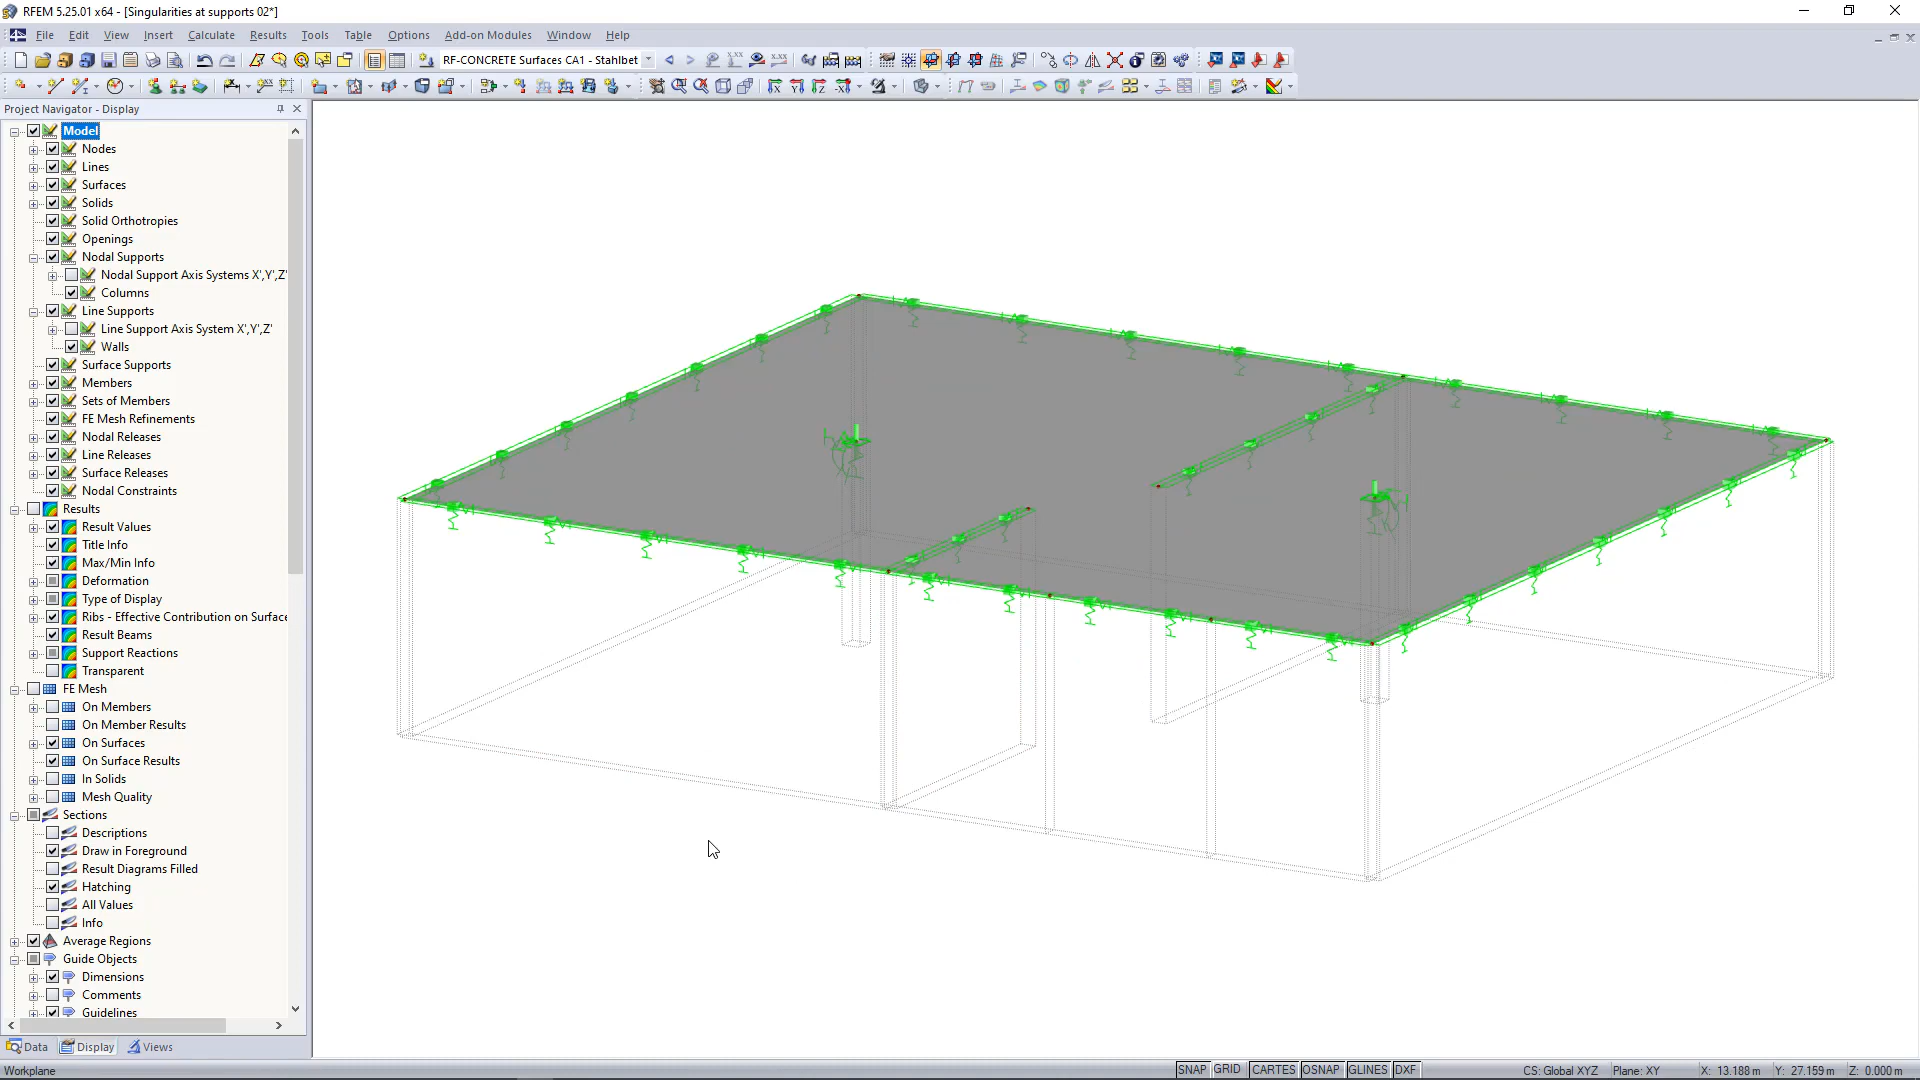 RFEM 5.25.01 x64 - [Singularities at supports 02*]
File Edit View Insert Calculate Results Tools Table Options Add-on Modules Window Help
RF-CONCRETE Surfaces CA1 - Stahlbet
Project Navigator - Display
Model
Nodes
Lines
Surfaces
Solids
Solid Orthotropies
Openings
Nodal Supports
Nodal Support Axis Systems X',Y',Z'
Columns
Line Supports
Line Support Axis System X',Y',Z'
Walls
Surface Supports
Members
Sets of Members
FE Mesh Refinements
Nodal Releases
Line Releases
Surface Releases
Nodal Constraints
Results
Result Values
Title Info
Max/Min Info
Deformation
Type of Display
Ribs - Effective Contribution on Surface
Result Beams
Support Reactions
Transparent
FE Mesh
On Members
On Member Results
On Surfaces
On Surface Results
In Solids
Mesh Quality
Sections
Descriptions
Draw in Foreground
Result Diagrams Filled
Hatching
All Values
Info
Average Regions
Guide Objects
Dimensions
Comments
Guidelines
Data Display Views
Workplane SNAP GRID CARTES OSNAP GLINES DXF CS: Global XYZ Plane: XY X: 13.188 m Y: 27.159 m Z: 0.000 m